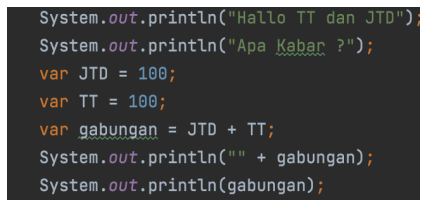 System.out.println("Hallo TT dan JTD");
System.out.println("Apa Kabar ?");
var JTD = 100;
var TT = 100;
var gabungan = JTD + TT;
System.out.println("" + gabungan);
System.out.println(gabungan);